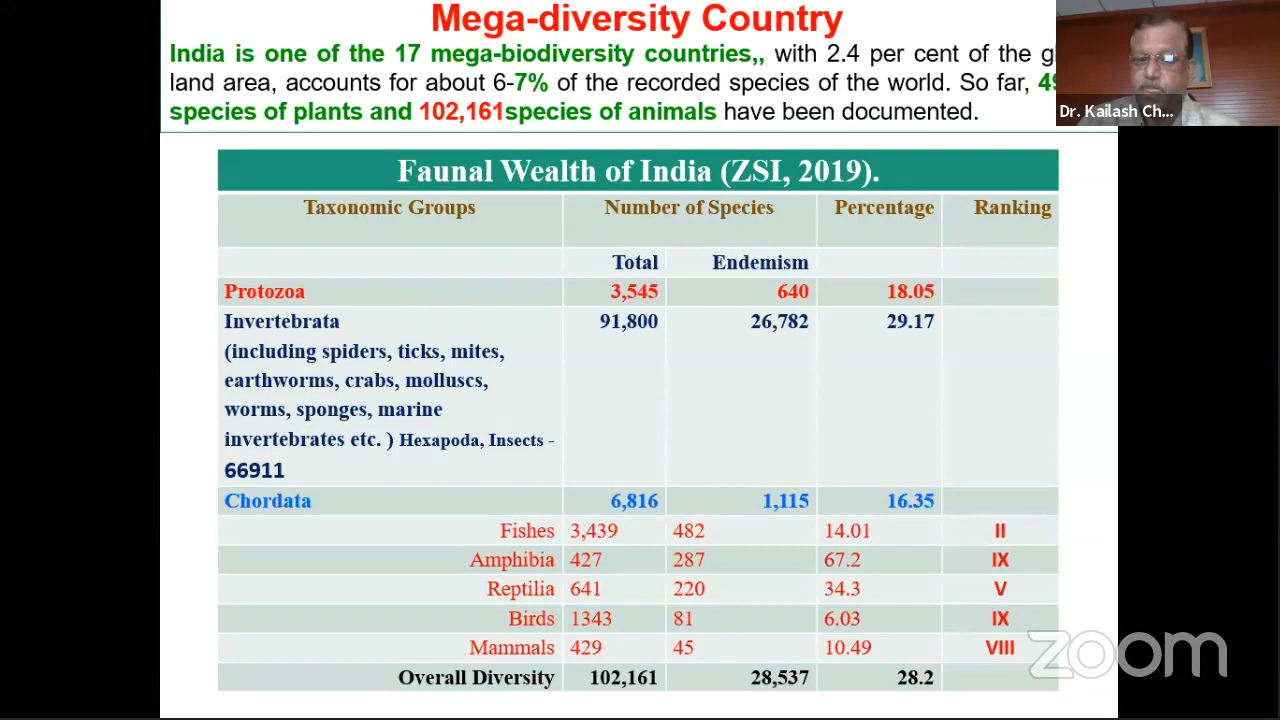 Mega-diversity Country
India is one of the 17 mega-biodiversity countries,, with 2.4 per cent of the
land area, accounts for about 6-7% of the recorded species of the world. So far,
species of plants and 102,161species of animals have been documented.
Dr. Kailash Ch...
Faunal Wealth of India (ZSI, 2019).
Taxonomic Groups Number of Species Percentage Ranking
Total Endemism
Protozoa 3,545 640 18.05
Invertebrata 91,800 26,782 29.17
(including spiders, ticks, mites,
earthworms, crabs, molluscs,
worms, sponges, marine
invertebrates etc. ) Hexapoda, Insects -
66911
Chordata 6,816 1,115 16.35
Fishes 3,439 482 14.01 II
Amphibia 427 287 67.2 IX
Reptilia 641 220 34.3 V
Birds 1343 81 6.03 IX
Mammals 429 45 10.49 VIII
Overall Diversity 102,161 28,537 28.2
zoom